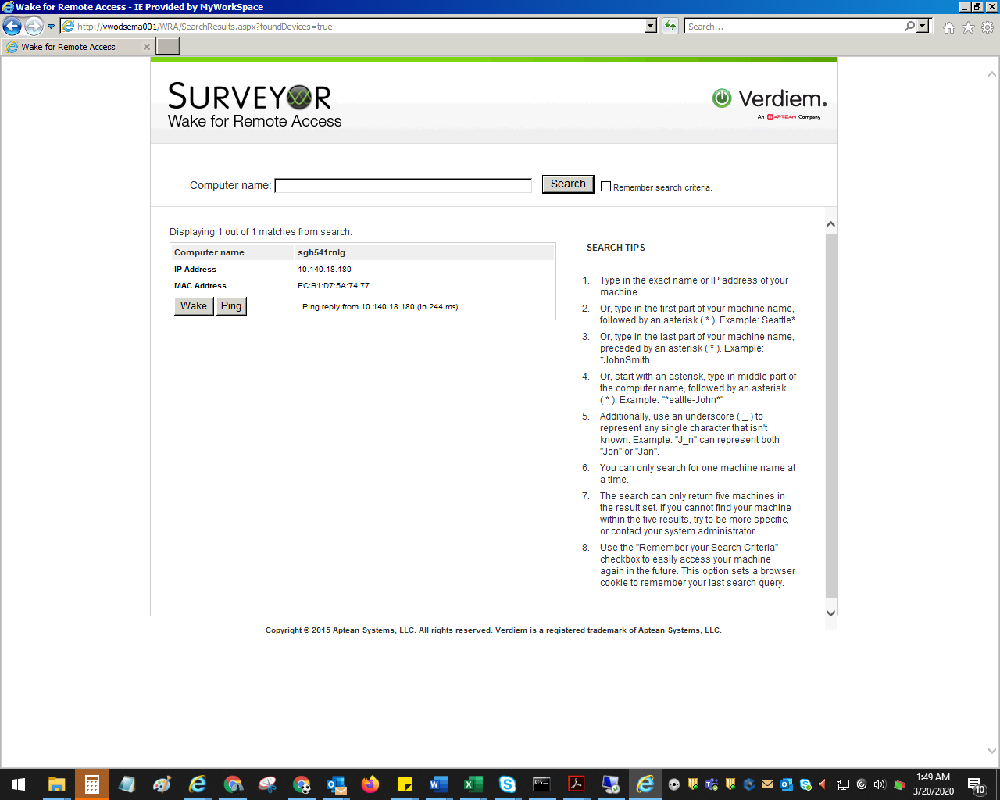 Wake for Remote Access - IE Provided by MyWorkSpace
http://vwodsema001/WRA/SearchResults.aspx?foundDevices=true
Search...
Wake for Remote Access
SURVEYOR
Wake for Remote Access
Verdiem.
An APTEAN Company
Computer name:
Search
Remember search criteria.
Displaying 1 out of 1 matches from search.
Computer name sgh541rnlg
IP Address 10.140.18.180
MAC Address EC:B1:D7:5A:74:77
Wake Ping Ping reply from 10.140.18.180 (in 244 ms)
SEARCH TIPS
1. Type in the exact name or IP address of your
machine.
2. Or, type in the first part of your machine name,
followed by an asterisk ( * ). Example: Seattle*
3. Or, type in the last part of your machine name,
preceded by an asterisk ( * ). Example:
*JohnSmith
4. Or, start with an asterisk, type in middle part of
the computer name, followed by an asterisk
( * ). Example: "*eattle-John*"
5. Additionally, use an underscore ( _ ) to
represent any single character that isn't
known. Example: "J_n" can represent both
"Jon" or "Jan".
6. You can only search for one machine name at
a time.
7. The search can only return five machines in
the result set. If you cannot find your machine
within the five results, try to be more specific,
or contact your system administrator.
8. Use the "Remember your Search Criteria"
checkbox to easily access your machine
again in the future. This option sets a browser
cookie to remember your last search query.
Copyright © 2015 Aptean Systems, LLC. All rights reserved. Verdiem is a registered trademark of Aptean Systems, LLC.
1:49 AM
3/20/2020
10